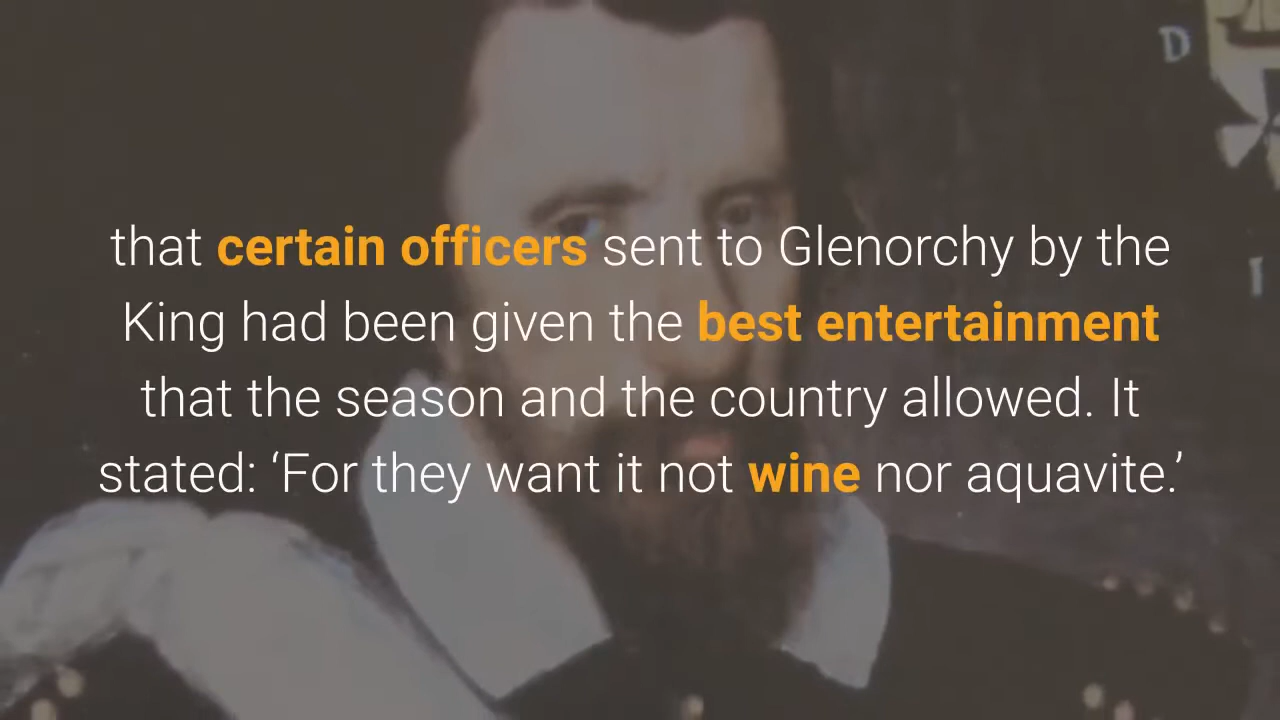 D
that certain officers sent to Glenorchy by the
I
King had been given the best entertainment
that the season and the country allowed. It
stated: ‘For they want it not wine nor aquavite.’